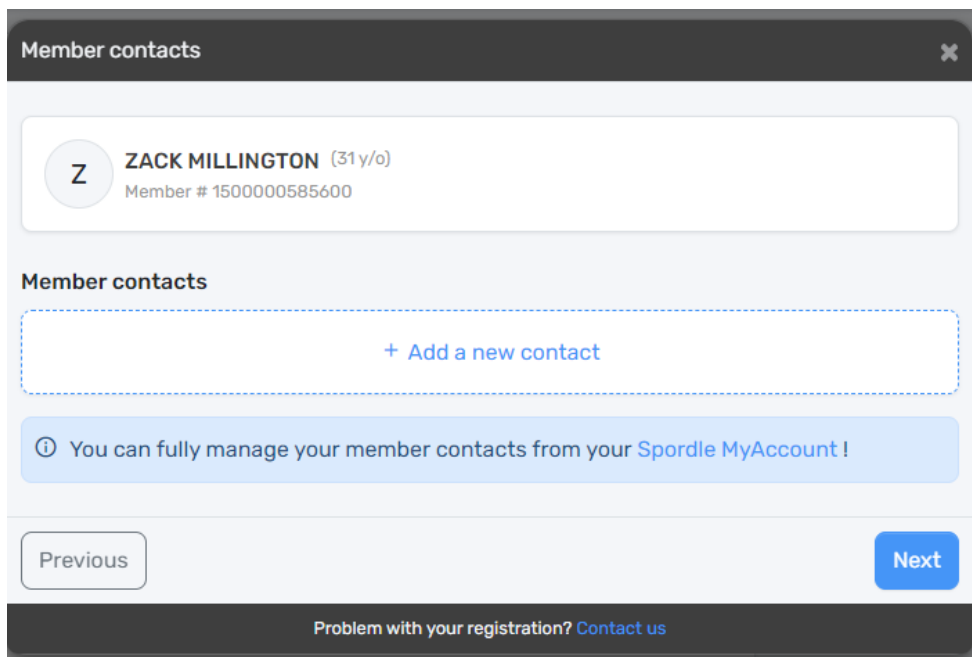 Member contacts
Z
ZACK MILLINGTON (31 y/o)
Member # 1500000585600
Member contacts
+ Add a new contact
You can fully manage your member contacts from your Spordle MyAccount !
Previous
Next
Problem with your registration? Contact us